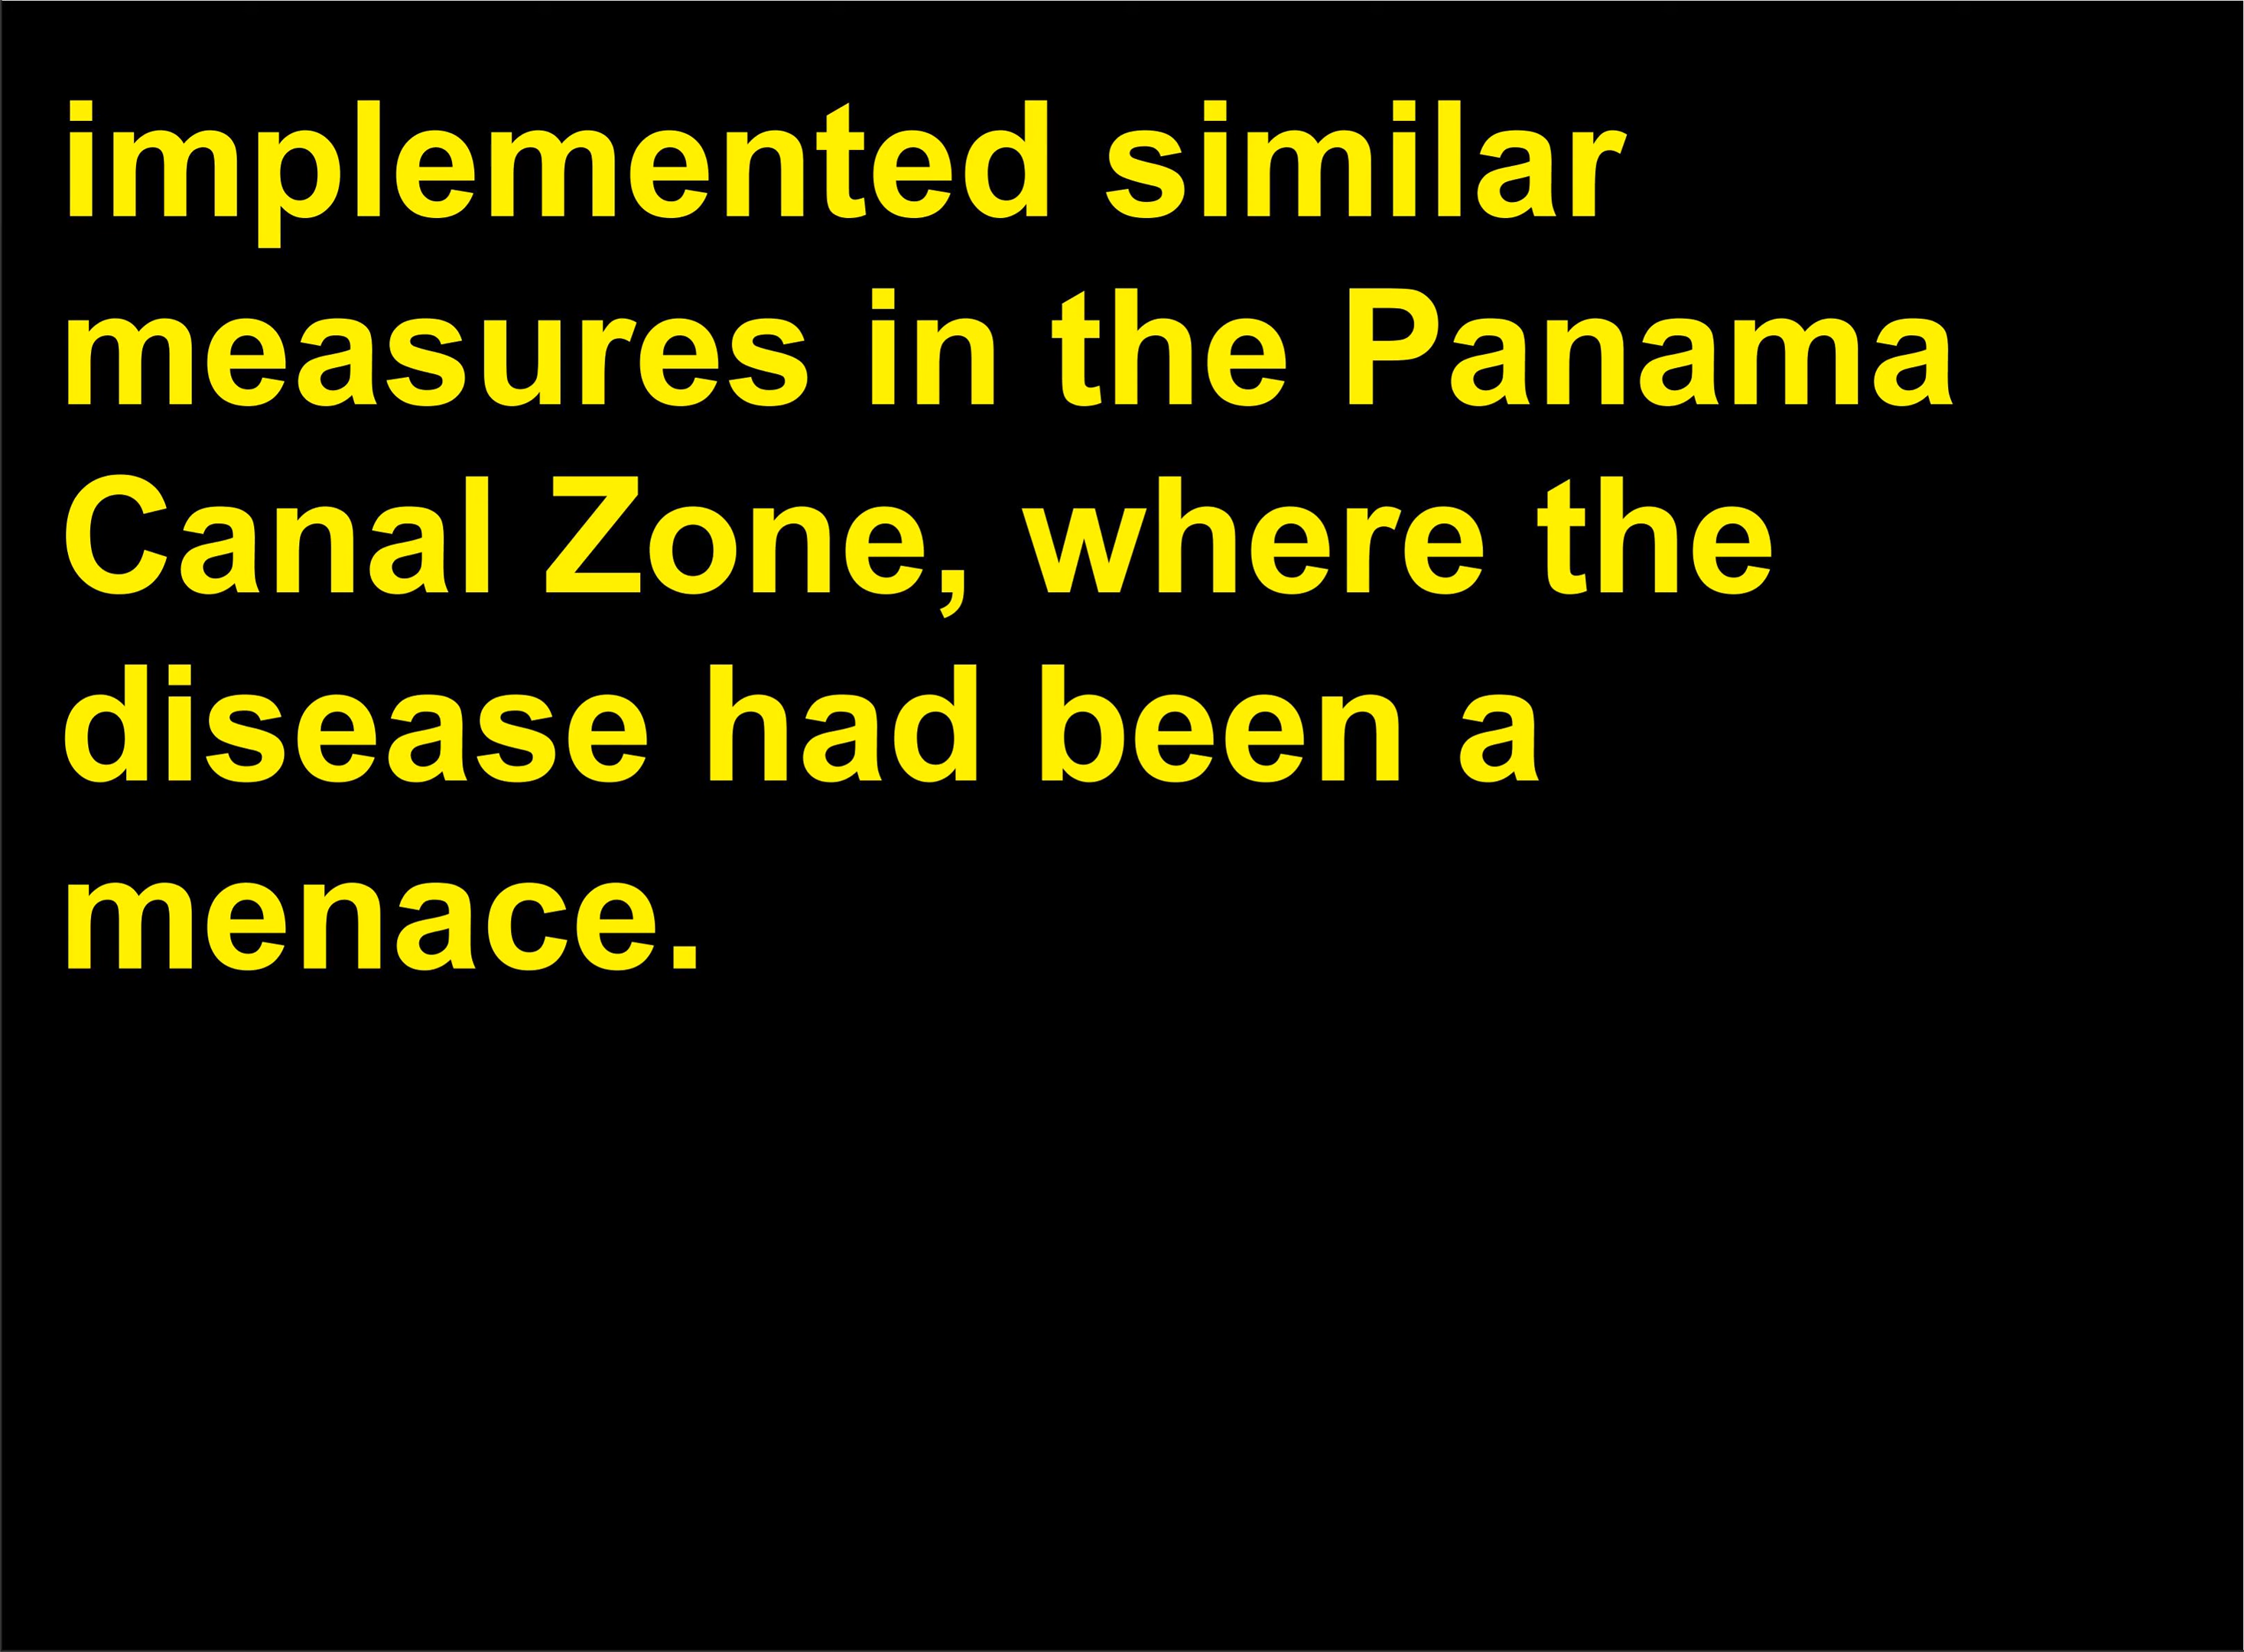 implemented similar
measures in the Panama
Canal Zone, where the
disease had been a
menace.